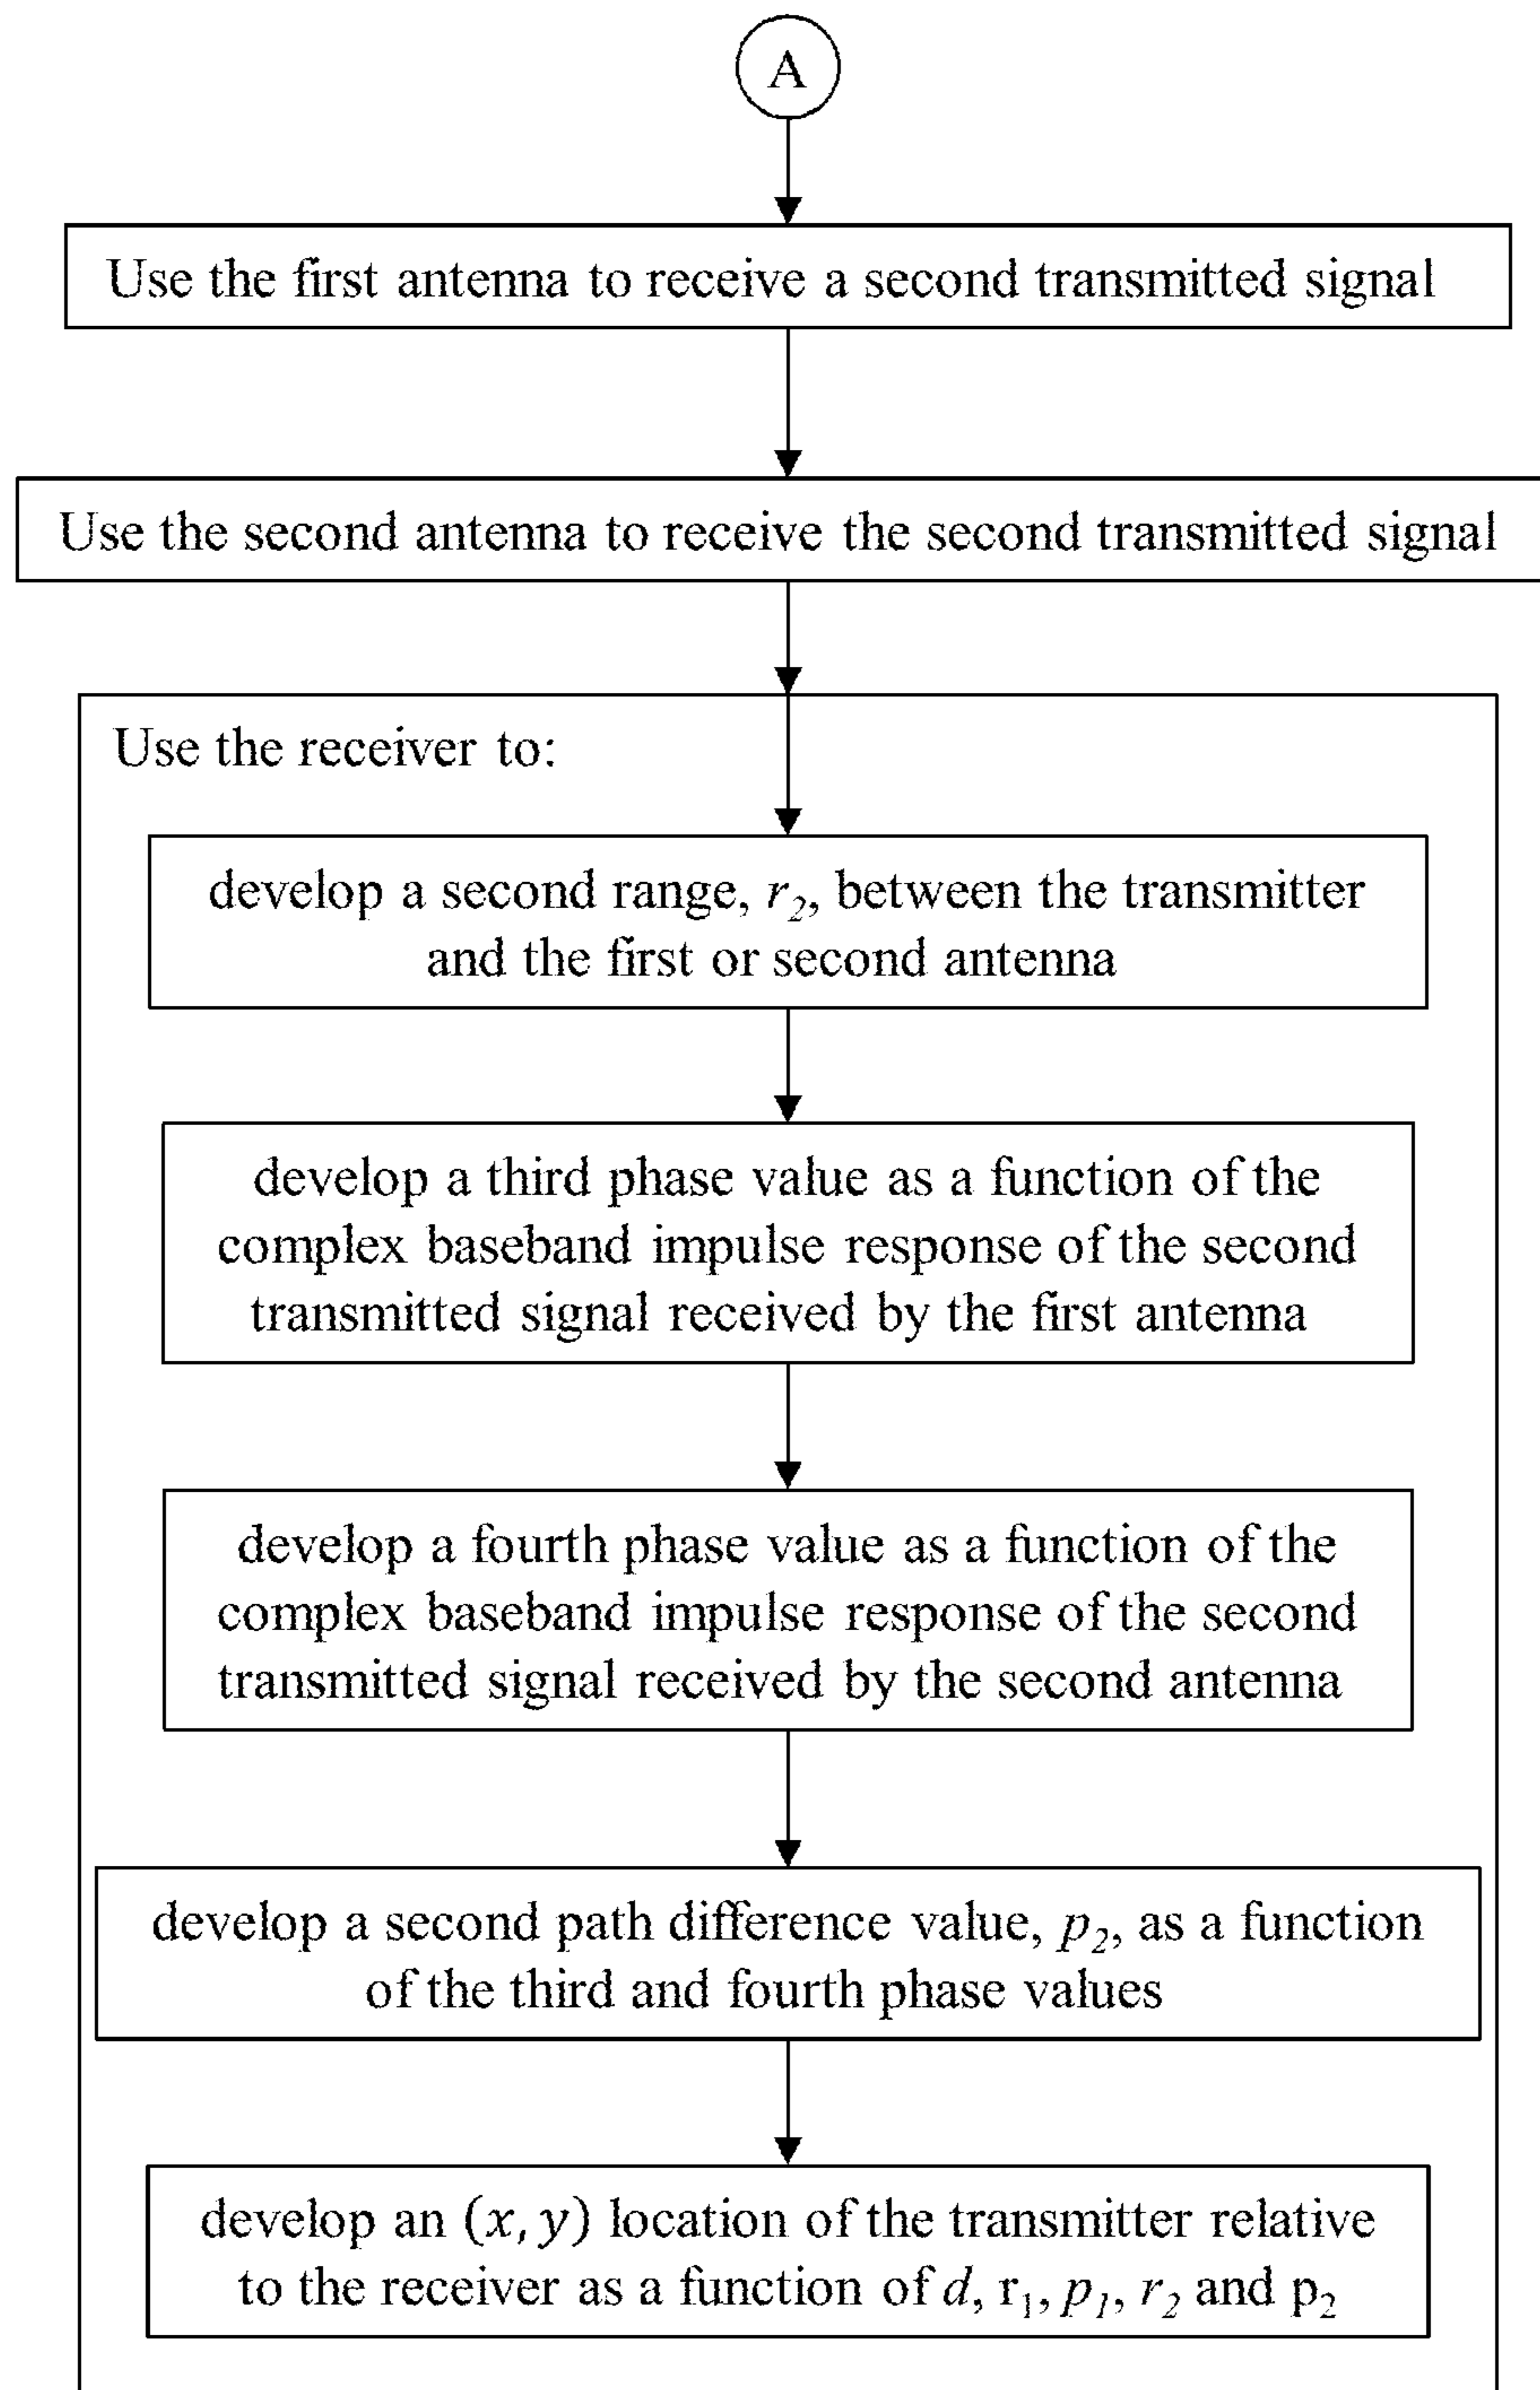 A
Use the first antenna to receive a second transmitted signal
Use the second antenna to receive the second transmitted signal
Use the receiver to:
develop a second range, r₂, between the transmitter
and the first or second antenna
develop a third phase value as a function of the
complex baseband impulse response of the second
transmitted signal received by the first antenna
develop a fourth phase value as a function of the
complex baseband impulse response of the second
transmitted signal received by the second antenna
develop a second path difference value, p₂, as a function
of the third and fourth phase values
develop an (x, y) location of the transmitter relative
to the receiver as a function of d, r₁, p₁, r₂ and p₂